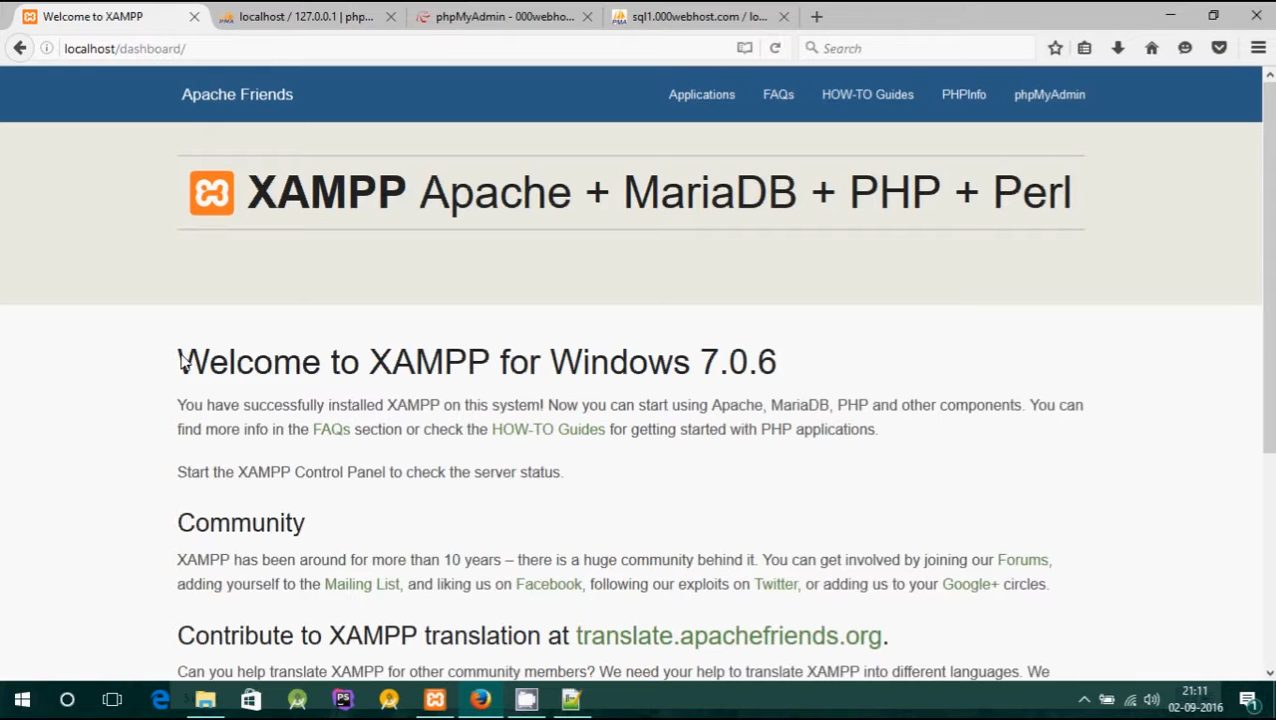 Welcome to XAMPP
localhost / 127.0.0.1 | php...
phpMyAdmin - 000webho...
sql1.000webhost.com / lo...
localhost/dashboard/
Search
Apache Friends
Applications
FAQs
HOW-TO Guides
PHPInfo
phpMyAdmin
XAMPP Apache + MariaDB + PHP + Perl
Welcome to XAMPP for Windows 7.0.6
You have successfully installed XAMPP on this system! Now you can start using Apache, MariaDB, PHP and other components. You can
find more info in the FAQs section or check the HOW-TO Guides for getting started with PHP applications.
Start the XAMPP Control Panel to check the server status.
Community
XAMPP has been around for more than 10 years – there is a huge community behind it. You can get involved by joining our Forums,
adding yourself to the Mailing List, and liking us on Facebook, following our exploits on Twitter, or adding us to your Google+ circles.
Contribute to XAMPP translation at translate.apachefriends.org.
Can you help translate XAMPP for other community members? We need your help to translate XAMPP into different languages. We
PS
21:11
02-09-2016
1